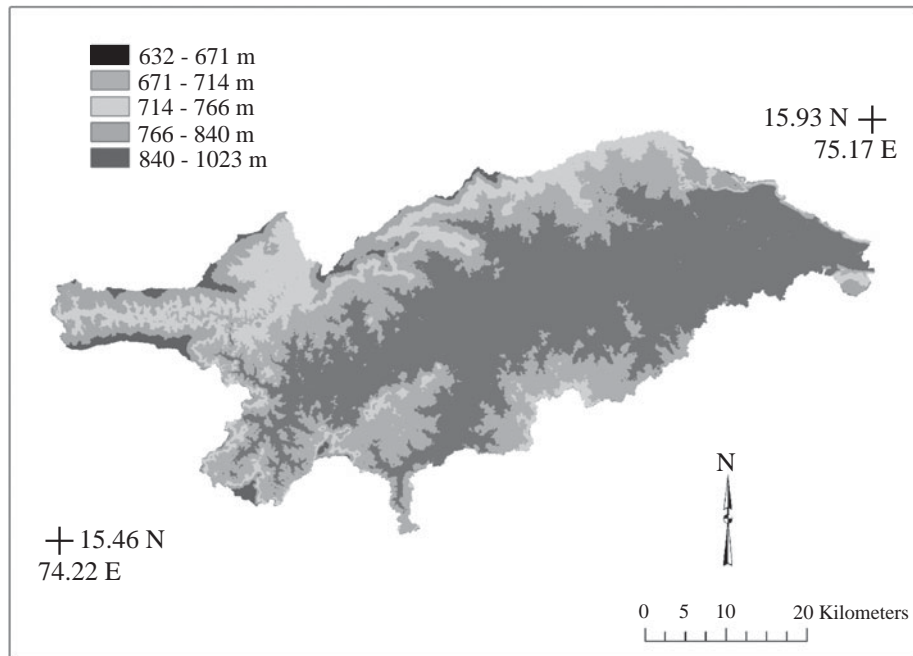 632 - 671 m
671 - 714 m
714 - 766 m
766 - 840 m
840 - 1023 m
15.93 N
75.17 E
N
15.46 N
74.22 E
0 5 10 20 Kilometers